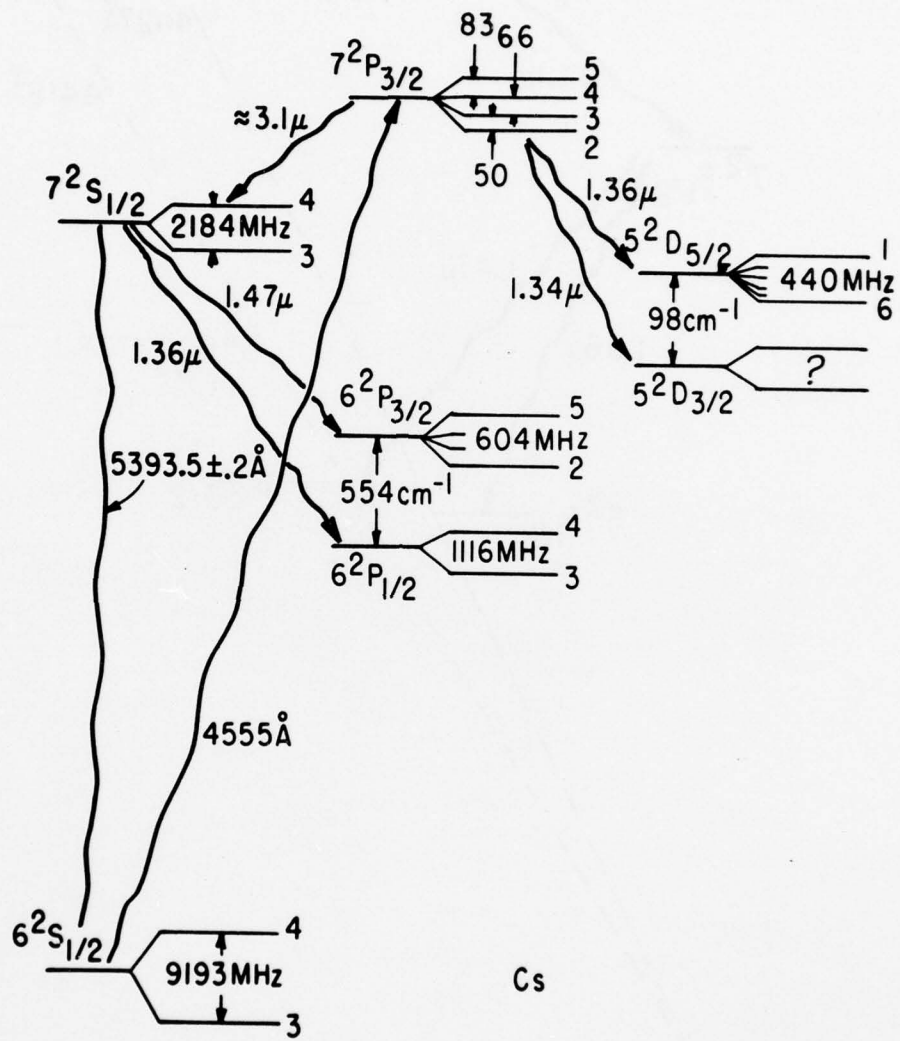 83 66
7²P3/2
5
4
3
2
50
≈3.1μ
7²S1/2
4
2184MHz
3
1.36μ
5²D5/2
1
440MHz
6
1.34μ
98cm⁻¹
5²D3/2
?
1.47μ
1.36μ
6²P3/2
5
604MHz
2
554cm⁻¹
6²P1/2
4
1116MHz
3
5393.5±.2Å
4555Å
6²S1/2
4
9193MHz
3
Cs